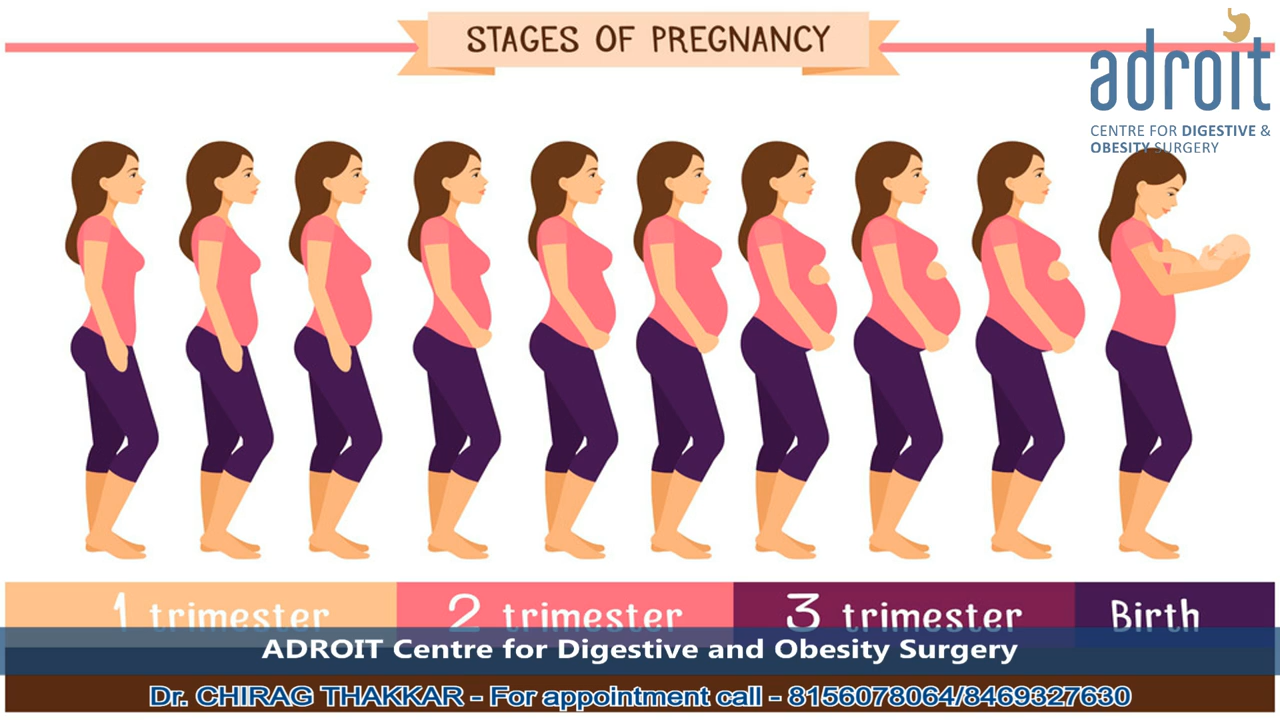 STAGES OF PREGNANCY
adroit
CENTRE FOR DIGESTIVE &
OBESITY SURGERY
1 trimester
2 trimester
3 trimester
Birth
ADROIT Centre for Digestive and Obesity Surgery
Dr. CHIRAG THAKKAR - For appointment call - 8156078064/8469327630